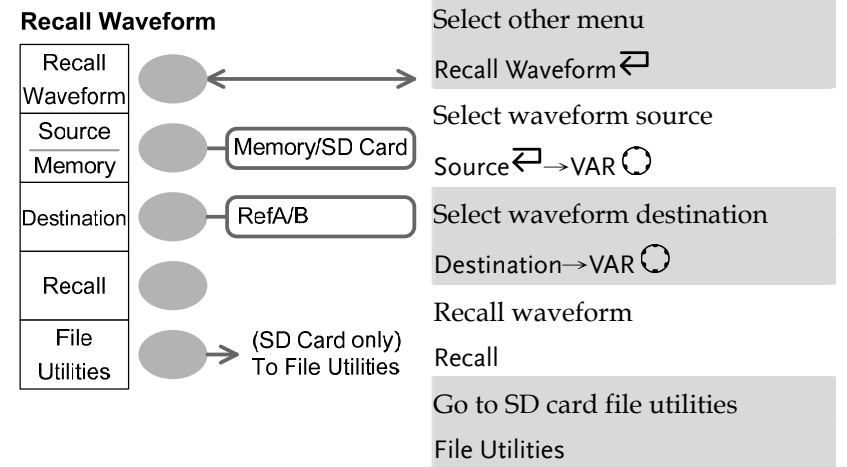 Recall Waveform
Recall
Waveform
Source
Memory
Memory/SD Card
Destination
RefA/B
Recall
File
Utilities
(SD Card only)
To File Utilities
Select other menu
Recall Waveform
Select waveform source
Source →VAR
Select waveform destination
Destination→VAR
Recall waveform
Recall
Go to SD card file utilities
File Utilities